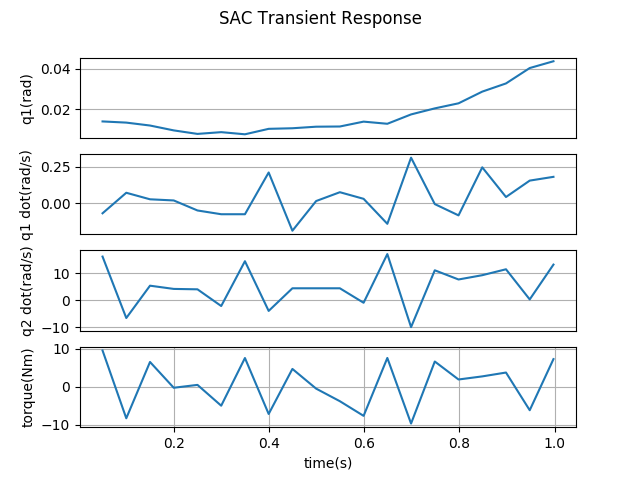 SAC Transient Response
0.04
0.02
q1(rad)
0.25
0.00
q1 dot(rad/s)
10
0
−10
q2 dot(rad/s)
10
0
−10
torque(Nm)
0.2 0.4 0.6 0.8 1.0
time(s)